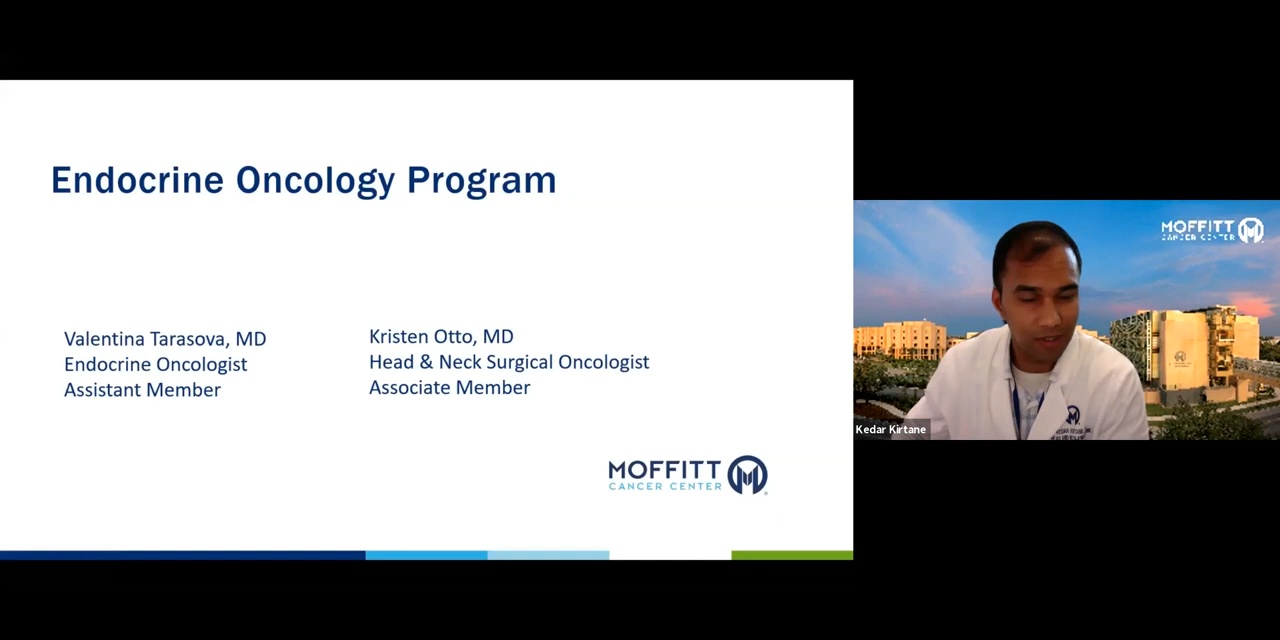 Endocrine Oncology Program
Valentina Tarasova, MD
Endocrine Oncologist
Assistant Member
Kristen Otto, MD
Head & Neck Surgical Oncologist
Associate Member
MOFFITT
CANCER CENTER
MOFFITT
CANCER CENTER
Kedar Kirtane